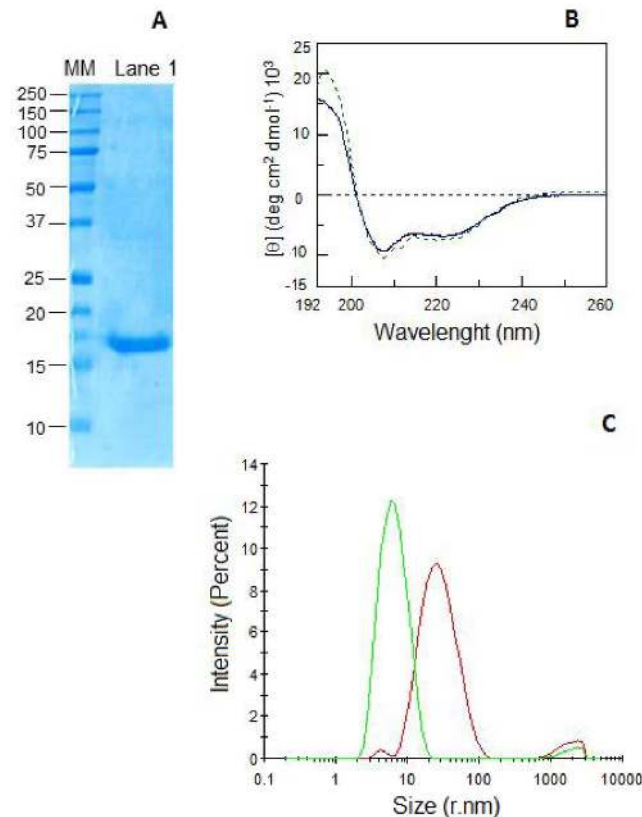 A
MM Lane 1
250
150
100
75
50
37
25
20
15
10
B
25
20
15
10
0
-10
-15
192 200 220 240 260
[θ] (deg cm² dmol⁻¹) 10³
Wavelenght (nm)
C
14
12
10
8
6
4
2
0
0.1 1 10 100 1000 10000
Intensity (Percent)
Size (r.nm)